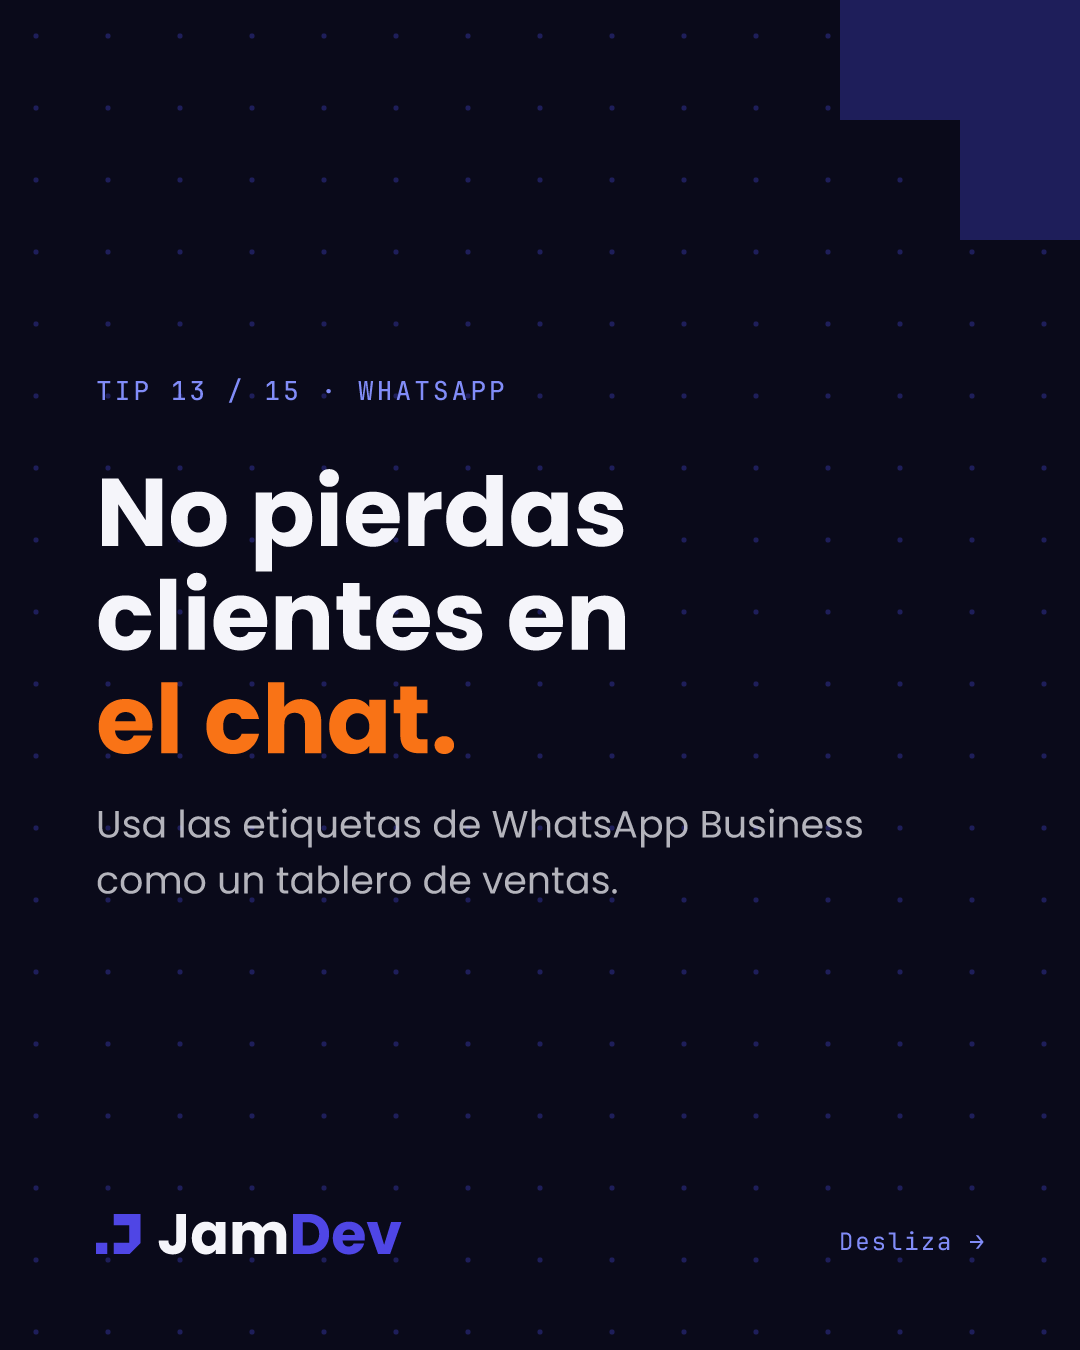 TIP 13 / 15 · WHATSAPP
No pierdas
clientes en
el chat.
Usa las etiquetas de WhatsApp Business
como un tablero de ventas.
JamDev
Desliza →